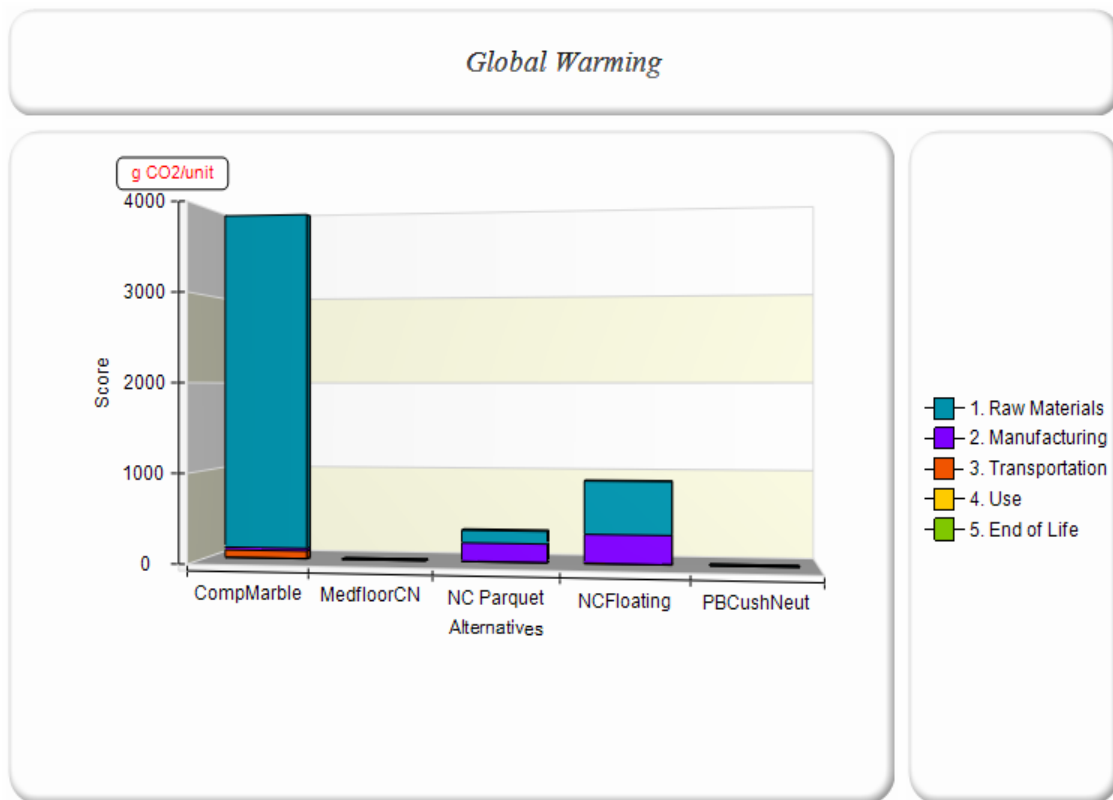 Global Warming
g CO2/unit
4000
3000
2000
1000
0
Score
CompMarble
MedfloorCN
NC Parquet
NCFloating
PBCushNeut
Alternatives
1. Raw Materials
2. Manufacturing
3. Transportation
4. Use
5. End of Life